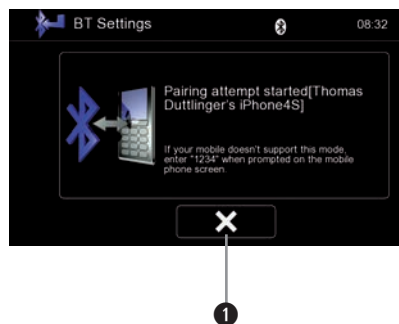 BT Settings
08:32
Pairing attempt started[Thomas
Duttlinger's iPhone4S]
If your mobile doesn't support this mode,
enter "1234" when prompted on the mobile
phone screen.
1